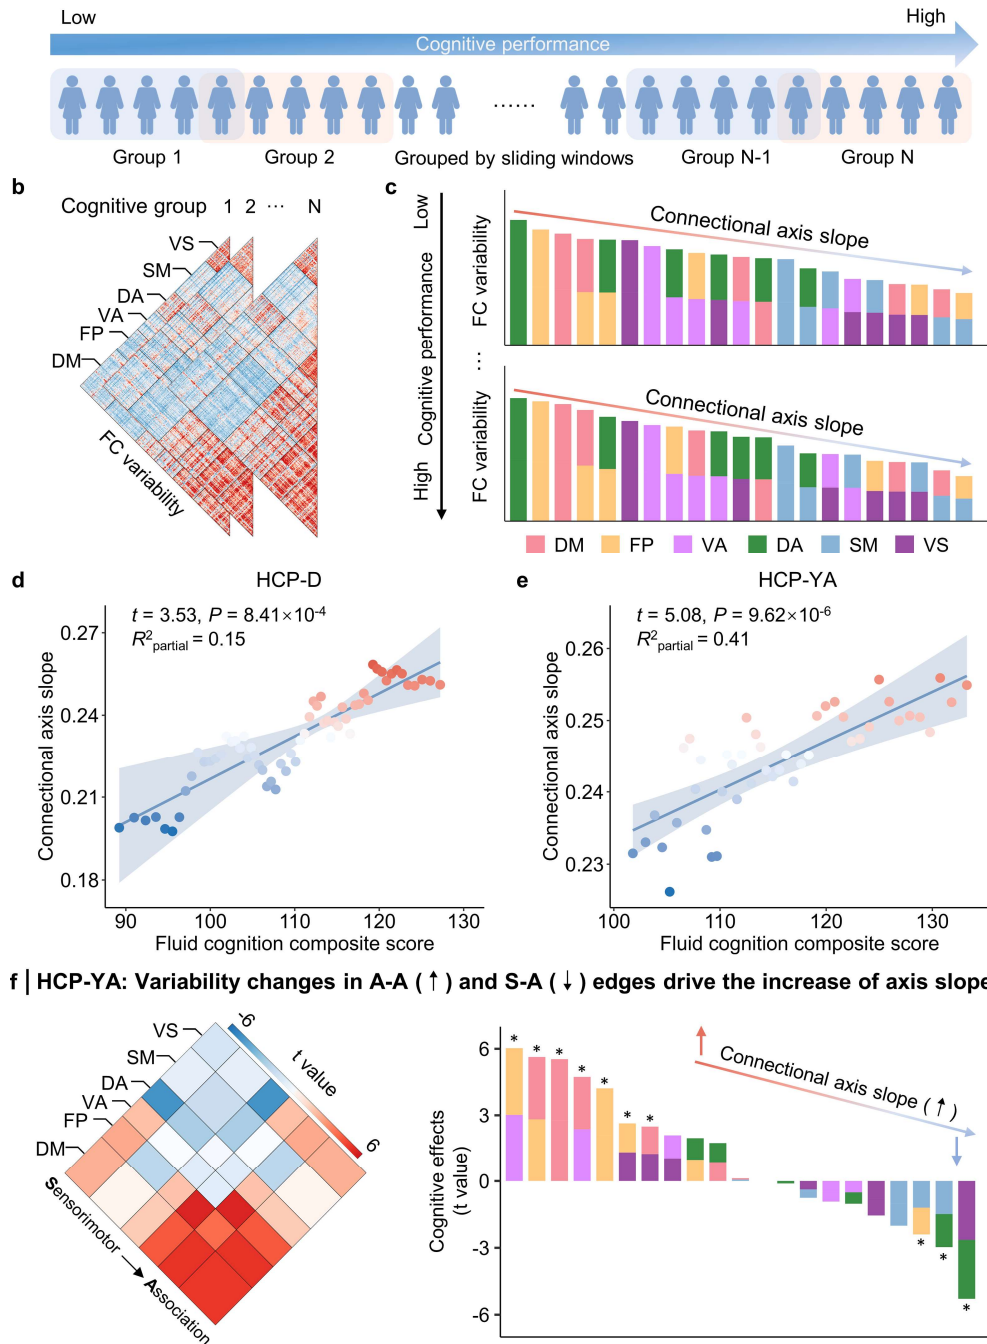 Low
High
Cognitive performance
Group 1
Group 2
Grouped by sliding windows
Group N-1
Group N
b
Cognitive group 1 2 ··· N
VS
SM
DA
VA
FP
DM
FC variability
c
Low
Cognitive performance
High
FC variability
Connectional axis slope
...
FC variability
Connectional axis slope
DM FP VA DA SM VS
d
HCP-D
t = 3.53, P = 8.41×10-4
R2partial = 0.15
Connectional axis slope
0.27
0.24
0.21
0.18
90 100 110 120 130
Fluid cognition composite score
e
HCP-YA
t = 5.08, P = 9.62×10-6
R2partial = 0.41
Connectional axis slope
0.26
0.25
0.24
0.23
100 110 120 130
Fluid cognition composite score
f | HCP-YA: Variability changes in A-A (↑) and S-A (↓) edges drive the increase of axis slope
VS
SM
DA
VA
FP
DM
-6
t value
6
Sensorimotor → Association
Cognitive effects
(t value)
6
3
0
-3
-6
* * * * * * *
Connectional axis slope (↑)
* * *